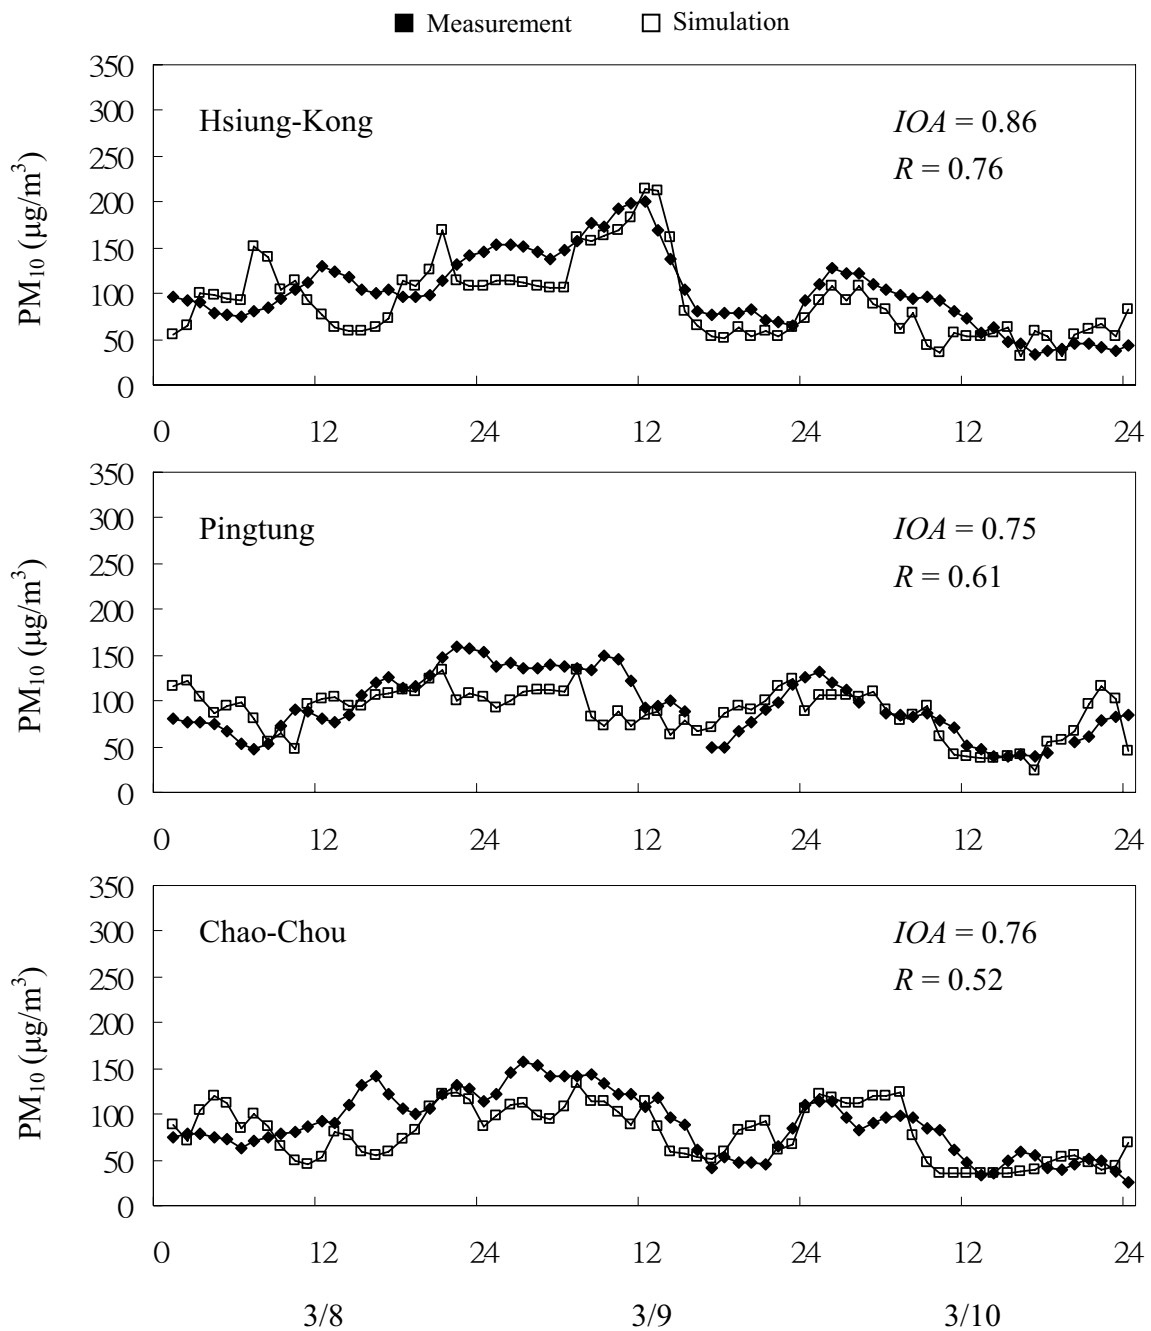 Measurement Simulation
PM₁₀ (μg/m³)
350
300
250
200
150
100
50
0
Hsiung-Kong
IOA = 0.86
R = 0.76
0 12 24 12 24 12 24
PM₁₀ (μg/m³)
350
300
250
200
150
100
50
0
Pingtung
IOA = 0.75
R = 0.61
0 12 24 12 24 12 24
PM₁₀ (μg/m³)
350
300
250
200
150
100
50
0
Chao-Chou
IOA = 0.76
R = 0.52
0 12 24 12 24 12 24
3/8 3/9 3/10